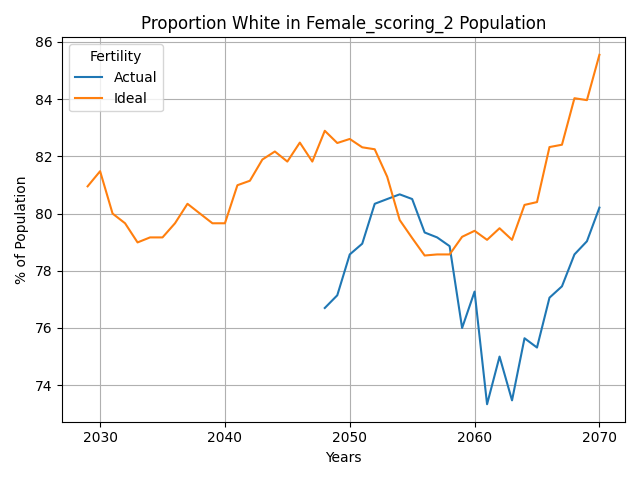 Proportion White in Female_scoring_2 Population
Fertility
Actual
Ideal
% of Population
86
84
82
80
78
76
74
2030
2040
2050
2060
2070
Years